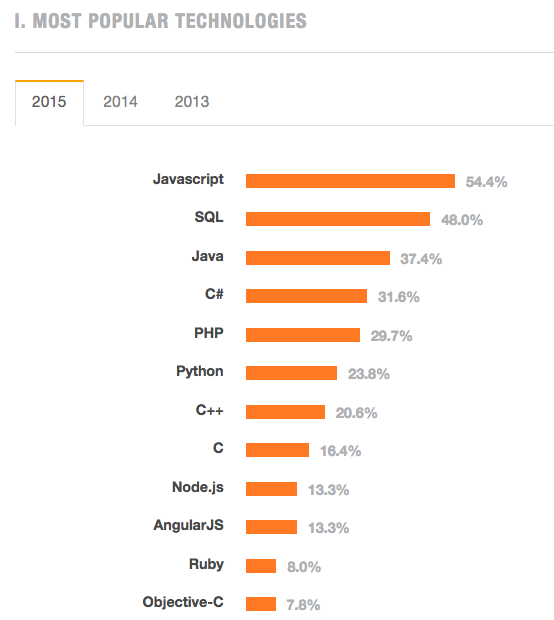 I. MOST POPULAR TECHNOLOGIES
2015 2014 2013
Javascript 54.4%
SQL 48.0%
Java 37.4%
C# 31.6%
PHP 29.7%
Python 23.8%
C++ 20.6%
C 16.4%
Node.js 13.3%
AngularJS 13.3%
Ruby 8.0%
Objective-C 7.8%